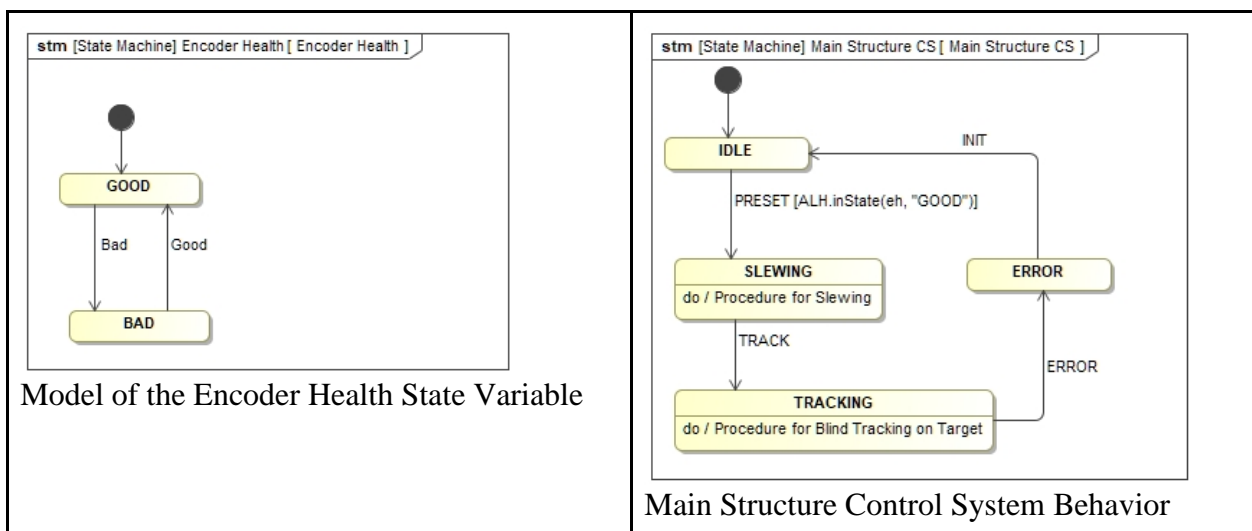 stm [State Machine] Encoder Health [ Encoder Health ]
GOOD
Bad
Good
BAD
Model of the Encoder Health State Variable
stm [State Machine] Main Structure CS [ Main Structure CS ]
IDLE
INIT
PRESET [ALH.inState(eh, "GOOD")]
SLEWING
do / Procedure for Slewing
ERROR
TRACK
ERROR
TRACKING
do / Procedure for Blind Tracking on Target
Main Structure Control System Behavior